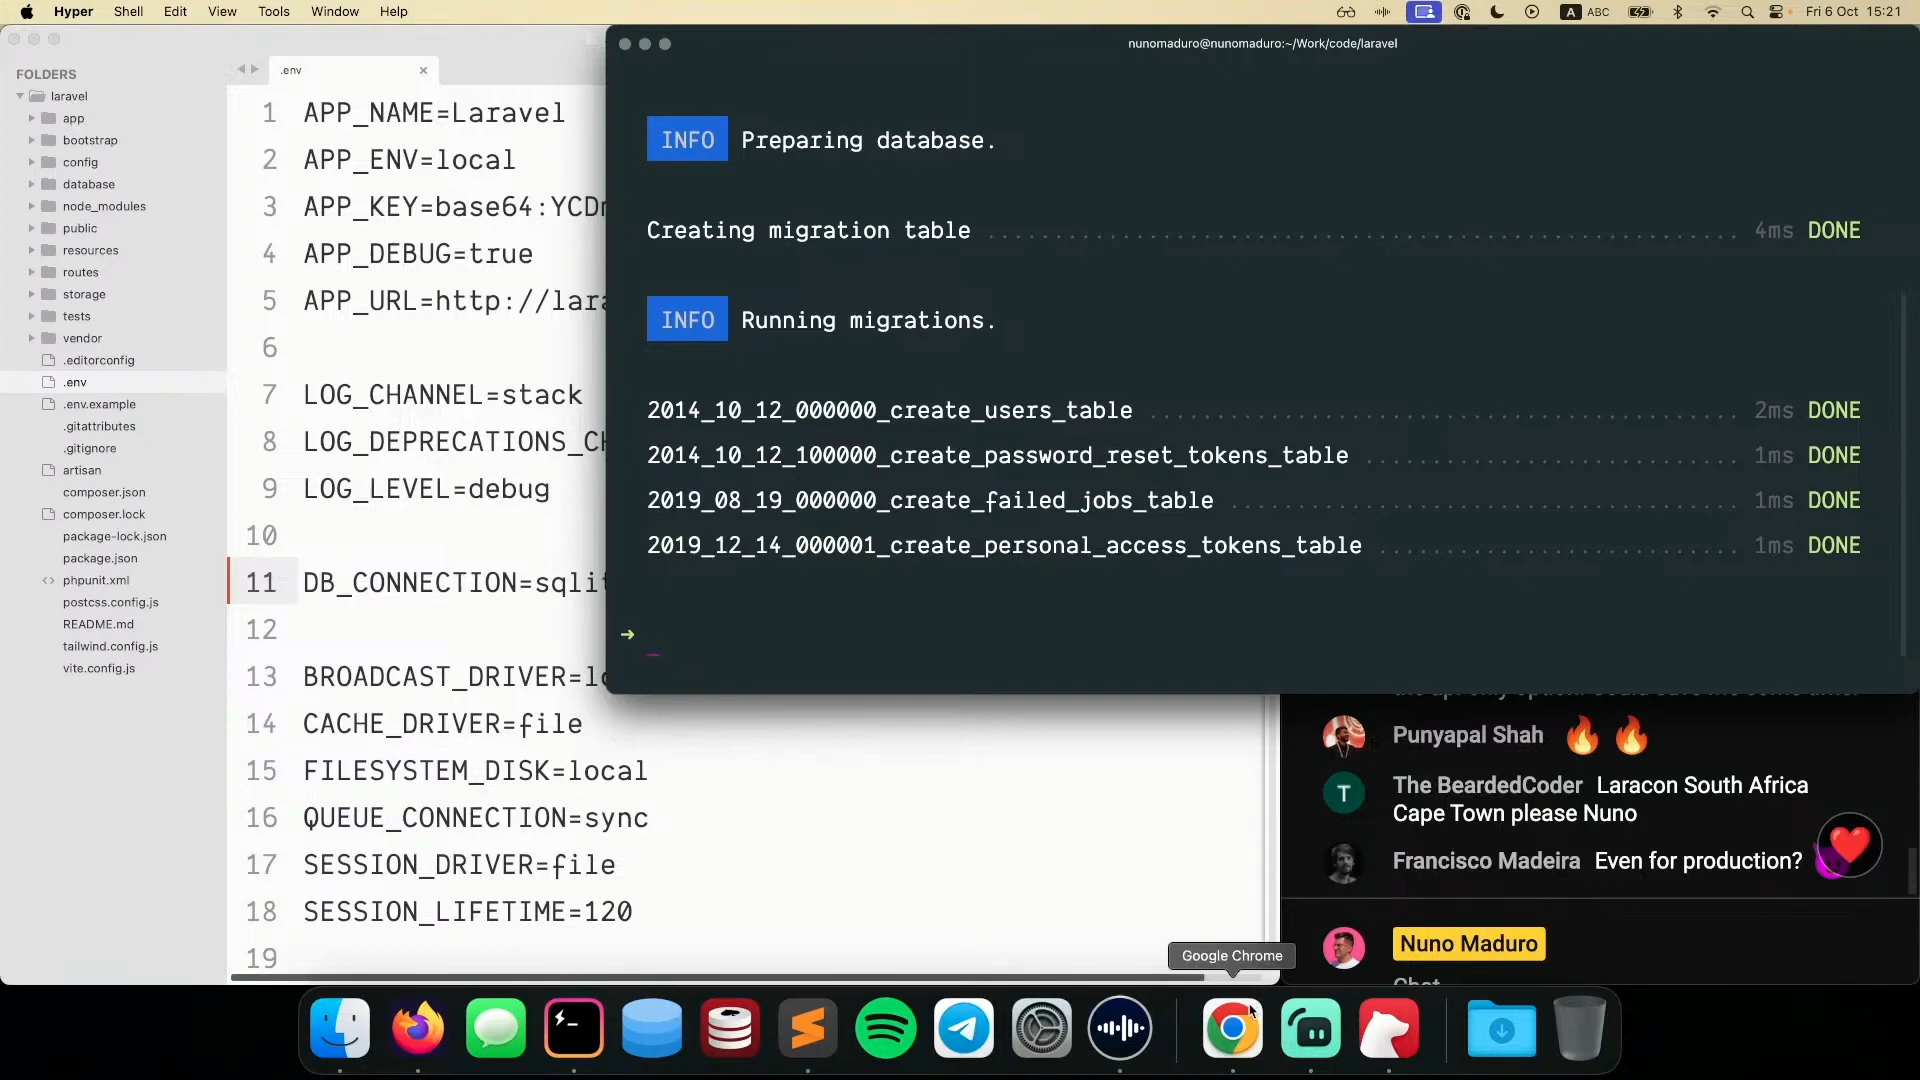 Hyper Shell Edit View Tools Window Help
A ABC Fri 6 Oct 15:21
FOLDERS
laravel
app
bootstrap
config
database
node_modules
public
resources
routes
storage
tests
vendor
.editorconfig
.env
.env.example
.gitattributes
.gitignore
artisan
composer.json
composer.lock
package-lock.json
package.json
phpunit.xml
postcss.config.js
README.md
tailwind.config.js
vite.config.js
.env
1 APP_NAME=Laravel
2 APP_ENV=local
3 APP_KEY=base64:YCD
4 APP_DEBUG=true
5 APP_URL=http://lar
6
7 LOG_CHANNEL=stack
8 LOG_DEPRECATIONS_C
9 LOG_LEVEL=debug
10
11 DB_CONNECTION=sqli
12
13 BROADCAST_DRIVER=l
14 CACHE_DRIVER=file
15 FILESYSTEM_DISK=local
16 QUEUE_CONNECTION=sync
17 SESSION_DRIVER=file
18 SESSION_LIFETIME=120
19
nunomaduro@nunomaduro:~/Work/code/laravel
INFO Preparing database.
Creating migration table 4ms DONE
INFO Running migrations.
2014_10_12_000000_create_users_table 2ms DONE
2014_10_12_100000_create_password_reset_tokens_table 1ms DONE
2019_08_19_000000_create_failed_jobs_table 1ms DONE
2019_12_14_000001_create_personal_access_tokens_table 1ms DONE
Punyapal Shah 🔥 🔥
T The BeardedCoder Laracon South Africa
Cape Town please Nuno
Francisco Madeira Even for production? 😈
Nuno Maduro
Google Chrome